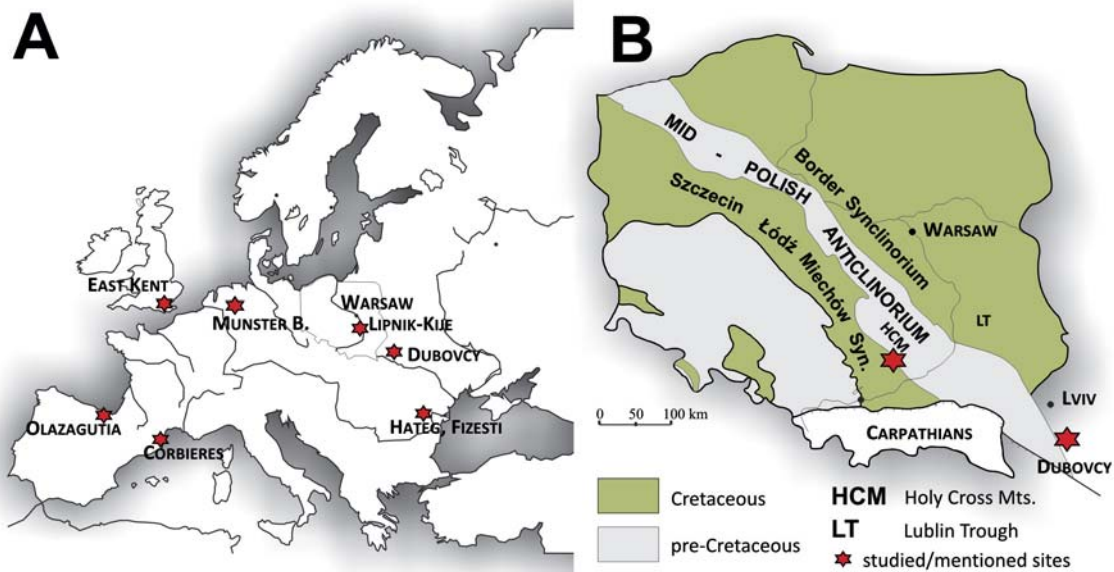 A
EAST KENT
MUNSTER B.
WARSAW
LIPNIK-KIJE
DUBOVCY
OLAZAGUTIA
CORBIERES
HATEG, FIZESTI
B
MID - POLISH ANTICLINORIUM
Border Synclinorium
Szczecin Łódź Miechów Syn.
WARSAW
HCM
LT
LVIV
DUBOVCY
CARPATHIANS
0 50 100 km
Cretaceous
pre-Cretaceous
HCM Holy Cross Mts.
LT Lublin Trough
studied/mentioned sites